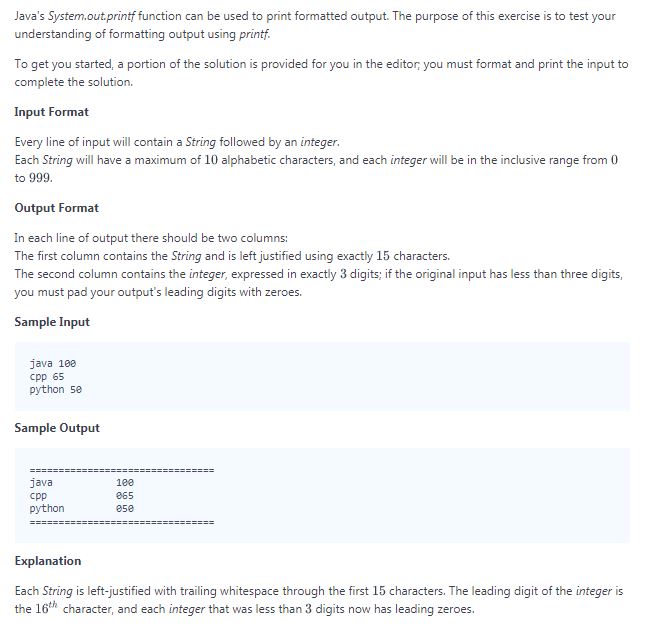 Java's System.out.printf function can be used to print formatted output. The purpose of this exercise is to test your
understanding of formatting output using printf.
To get you started, a portion of the solution is provided for you in the editor; you must format and print the input to
complete the solution.
Input Format
Every line of input will contain a String followed by an integer.
Each String will have a maximum of 10 alphabetic characters, and each integer will be in the inclusive range from 0
to 999.
Output Format
In each line of output there should be two columns:
The first column contains the String and is left justified using exactly 15 characters.
The second column contains the integer, expressed in exactly 3 digits; if the original input has less than three digits,
you must pad your output's leading digits with zeroes.
Sample Input
java 100
cpp 65
python 50
Sample Output
================================
java           100
cpp            065
python         050
================================
Explanation
Each String is left-justified with trailing whitespace through the first 15 characters. The leading digit of the integer is
the 16th character, and each integer that was less than 3 digits now has leading zeroes.